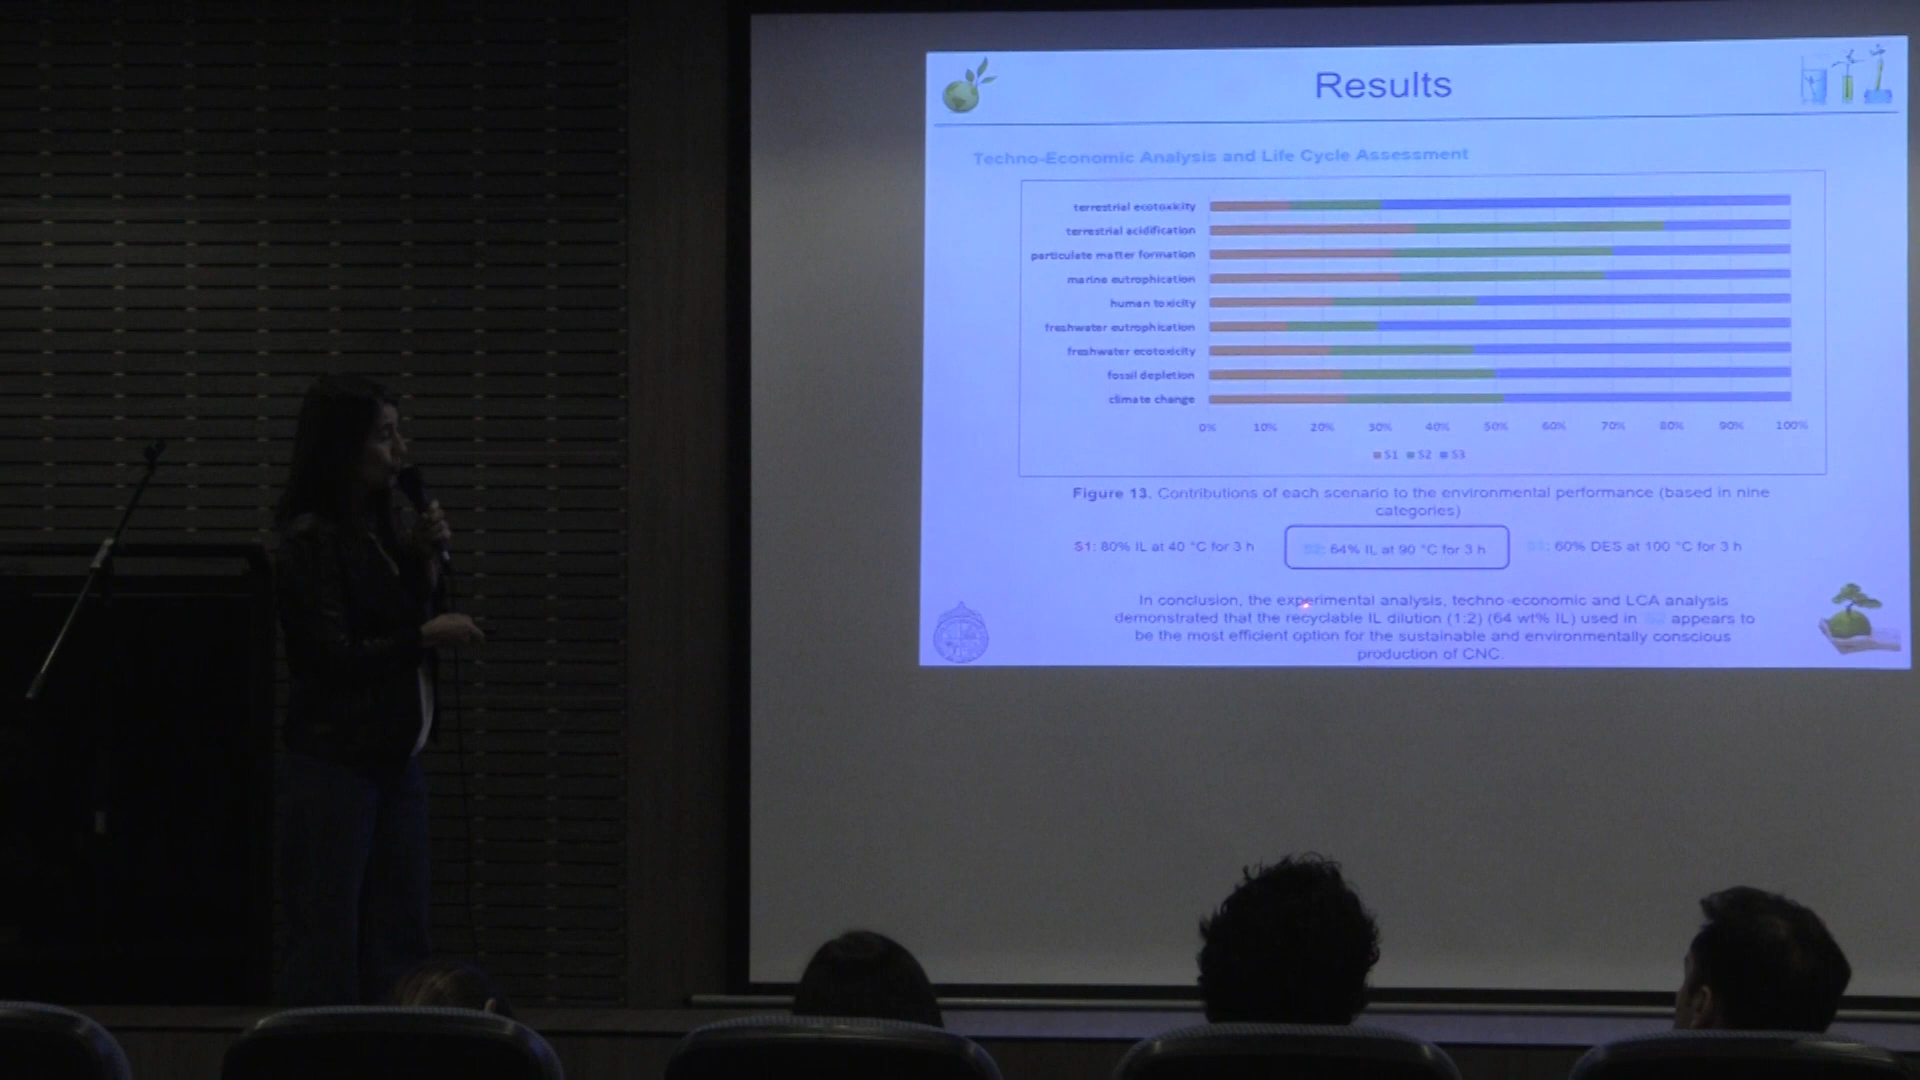 Results
Techno-Economic Analysis and Life Cycle Assessment
terrestrial ecotoxicity
terrestrial acidification
particulate matter formation
marine eutrophication
human toxicity
freshwater eutrophication
freshwater ecotoxicity
fossil depletion
climate change
0% 10% 20% 30% 40% 50% 60% 70% 80% 90% 100%
S1 S2 S3
Figure 13. Contributions of each scenario to the environmental performance (based in nine
categories)
S1: 80% IL at 40 °C for 3 h
: 64% IL at 90 °C for 3 h
: 60% DES at 100 °C for 3 h
In conclusion, the experimental analysis, techno-economic and LCA analysis
demonstrated that the recyclable IL dilution (1:2) (64 wt% IL) used in appears to
be the most efficient option for the sustainable and environmentally conscious
production of CNC.